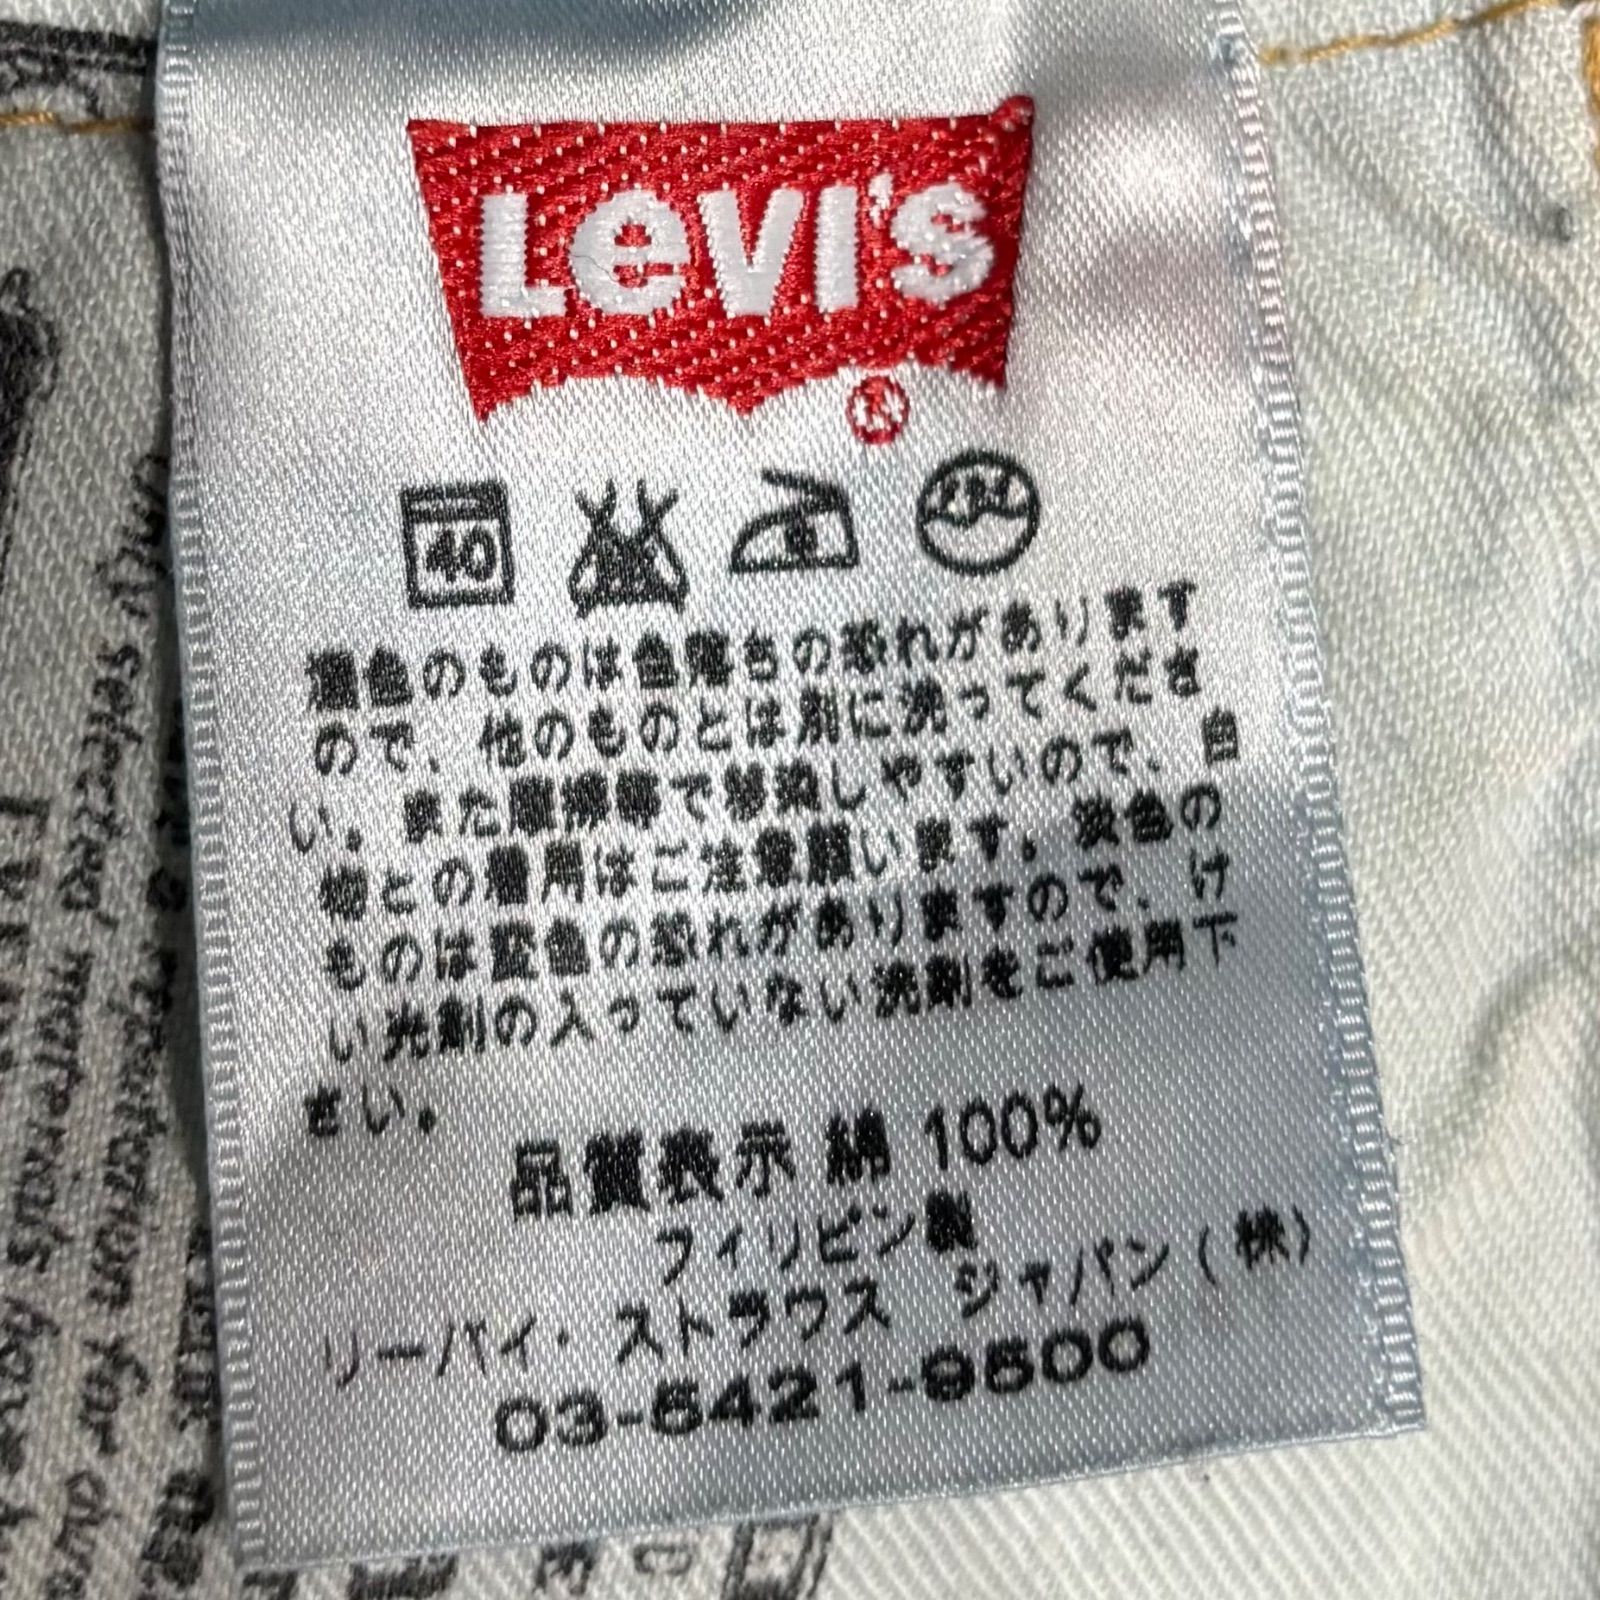 Levi's
®
40
濃色のものは色落ちの恐れがあります
ので、他のものとは別に洗ってくださ
い。また摩擦等で移染しやすいので、白
物との着用はご注意願います。淡色の
ものは変色の恐れがありますので、け
い光剤の入っていない洗剤をご使用下
さい。
品質表示 綿 100%
フィリピン製
リーバイ・ストラウス ジャパン(株)
03-5421-9500